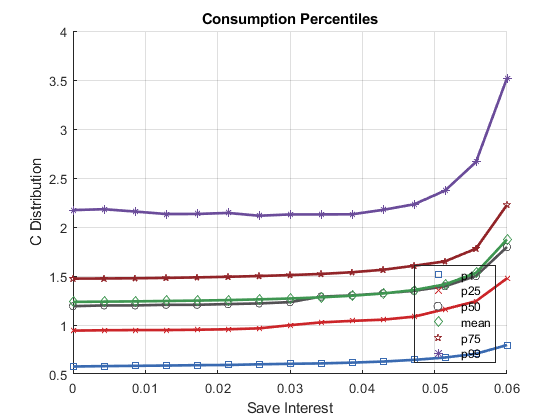 Consumption Percentiles
4
3.5
3
2.5
2
1.5
1
0.5
C Distribution
p1
p25
p50
mean
p75
p99
0 0.01 0.02 0.03 0.04 0.05 0.06
Save Interest